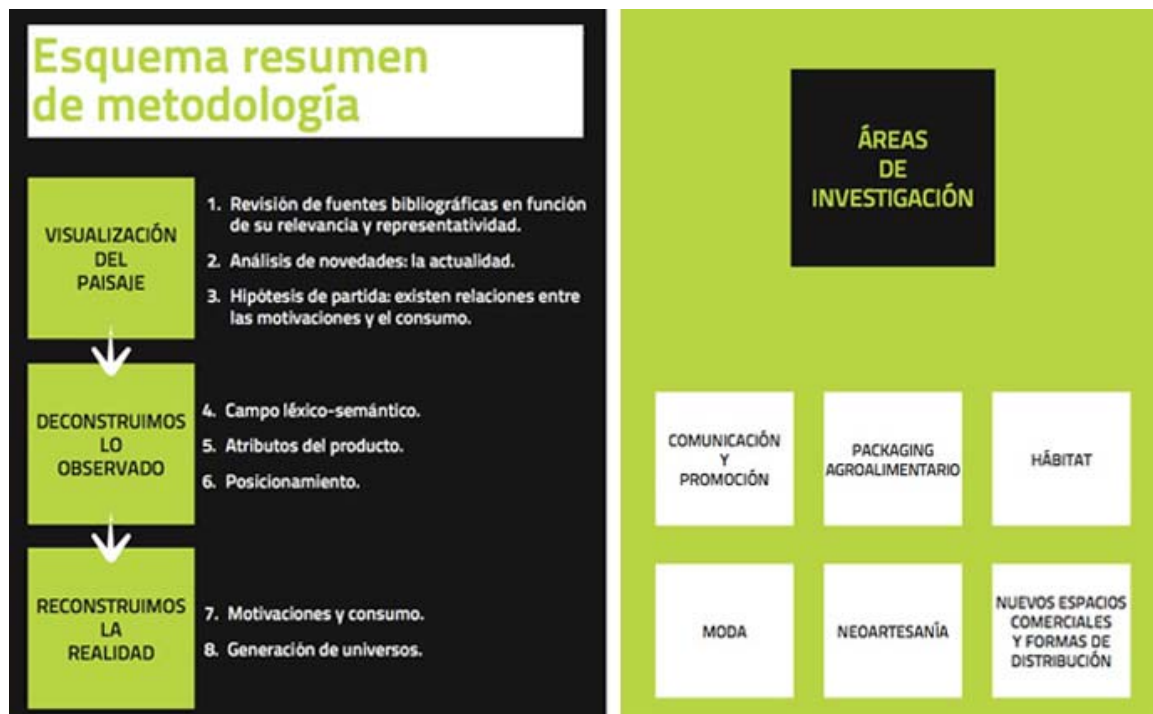 Esquema resumen
de metodología
VISUALIZACIÓN
DEL
PAISAJE
1. Revisión de fuentes bibliográficas en función
de su relevancia y representatividad.
2. Análisis de novedades: la actualidad.
3. Hipótesis de partida: existen relaciones entre
las motivaciones y el consumo.
DECONSTRUIMOS
LO
OBSERVADO
4. Campo léxico-semántico.
5. Atributos del producto.
6. Posicionamiento.
RECONSTRUIMOS
LA
REALIDAD
7. Motivaciones y consumo.
8. Generación de universos.
ÁREAS
DE
INVESTIGACIÓN
COMUNICACIÓN
Y
PROMOCIÓN
PACKAGING
AGROALIMENTARIO
HÁBITAT
MODA
NEOARTESANÍA
NUEVOS ESPACIOS
COMERCIALES
Y FORMAS DE
DISTRIBUCIÓN